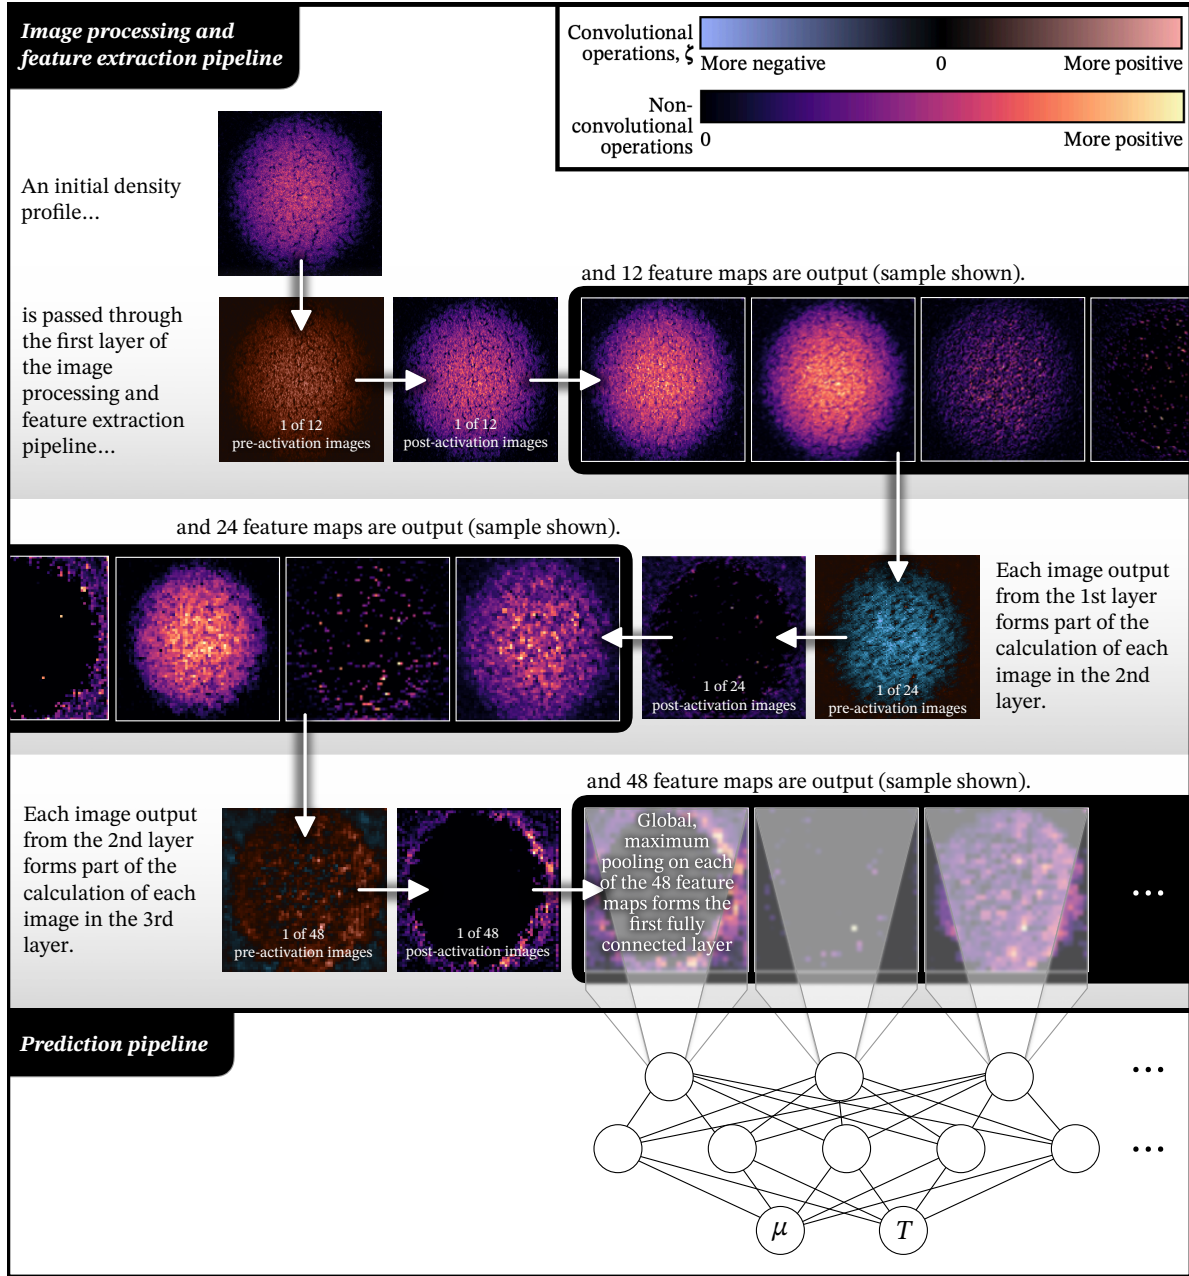 Image processing and
feature extraction pipeline
Convolutional
operations, ζ
More negative
0
More positive
Non-
convolutional
operations
0
More positive
An initial density
profile...
and 12 feature maps are output (sample shown).
is passed through
the first layer of
the image
processing and
feature extraction
pipeline...
1 of 12
pre-activation images
1 of 12
post-activation images
and 24 feature maps are output (sample shown).
1 of 24
post-activation images
1 of 24
pre-activation images
Each image output
from the 1st layer
forms part of the
calculation of each
image in the 2nd
layer.
and 48 feature maps are output (sample shown).
Each image output
from the 2nd layer
forms part of the
calculation of each
image in the 3rd
layer.
1 of 48
pre-activation images
1 of 48
post-activation images
Global,
maximum
pooling on each
of the 48 feature
maps forms the
first fully
connected layer
...
Prediction pipeline
...
...
μ
T